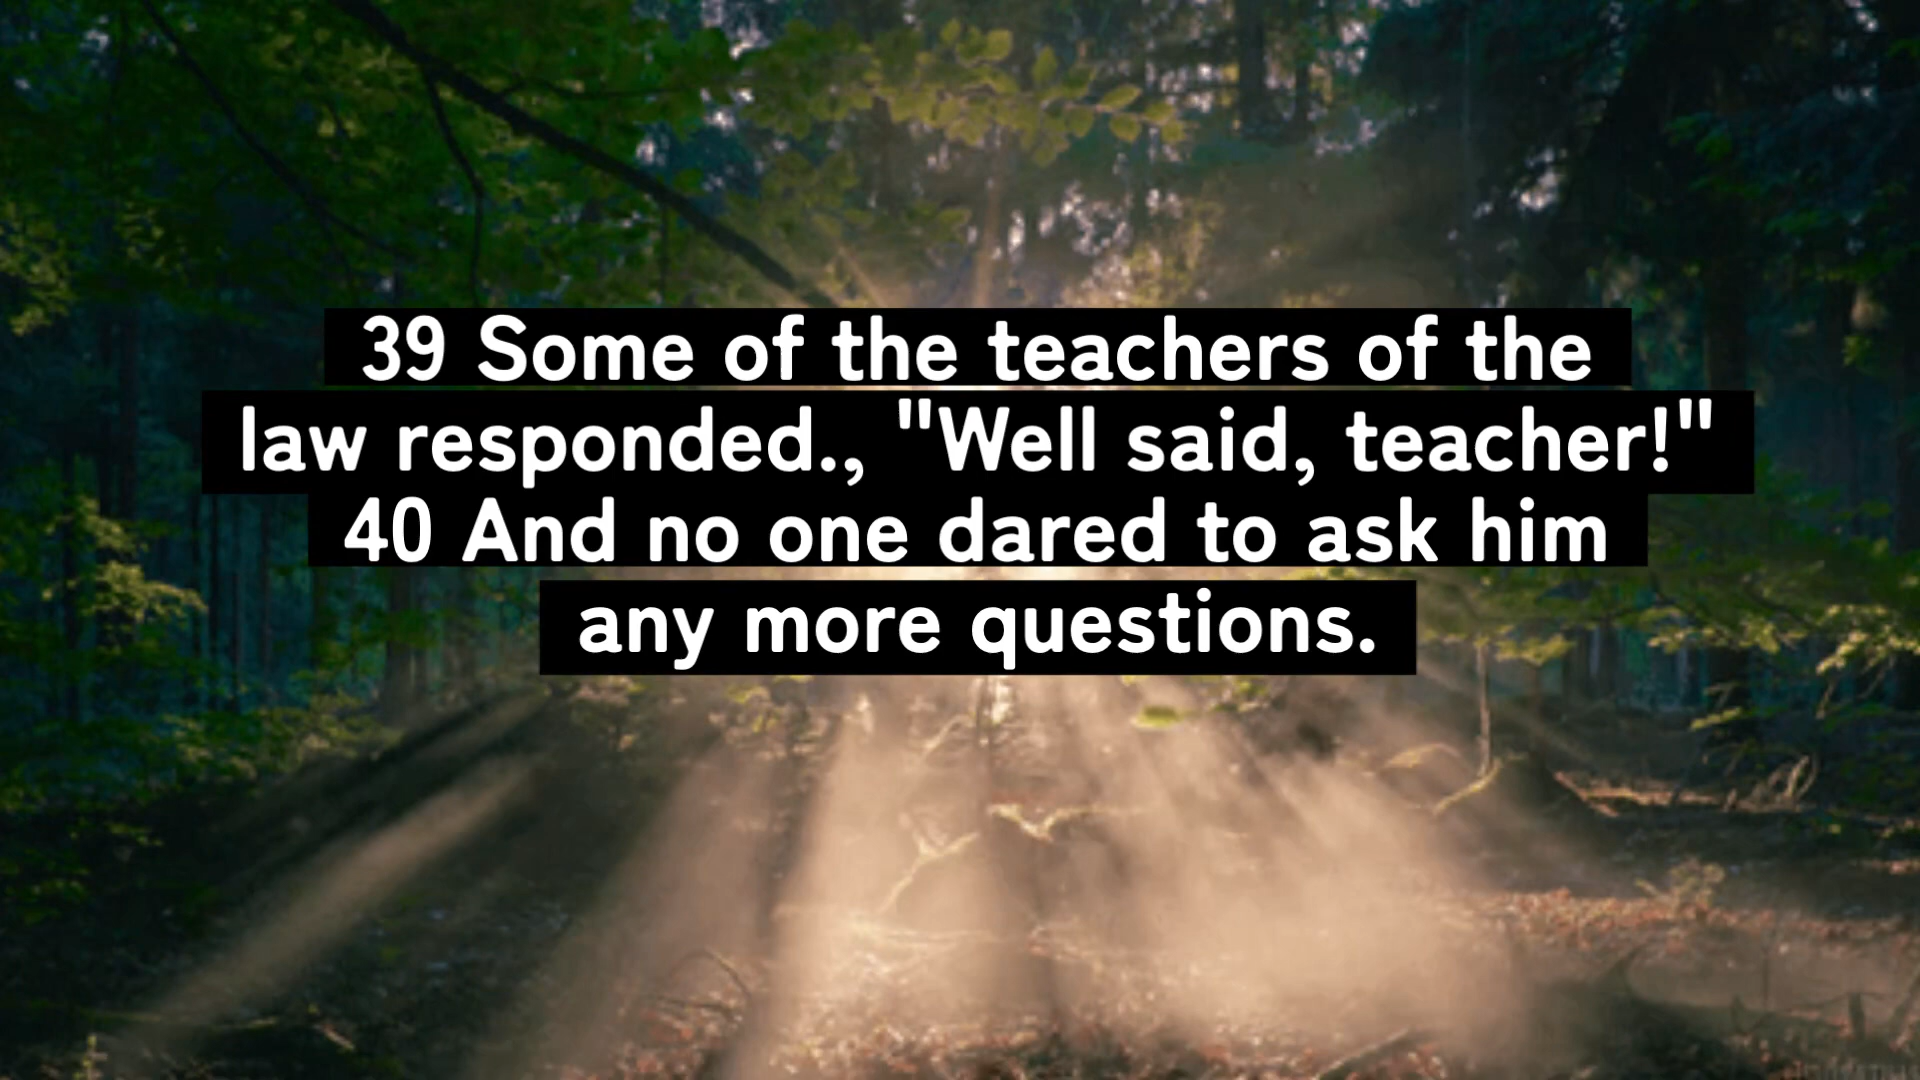 39 Some of the teachers of the
law responded., "Well said, teacher!"
40 And no one dared to ask him
any more questions.